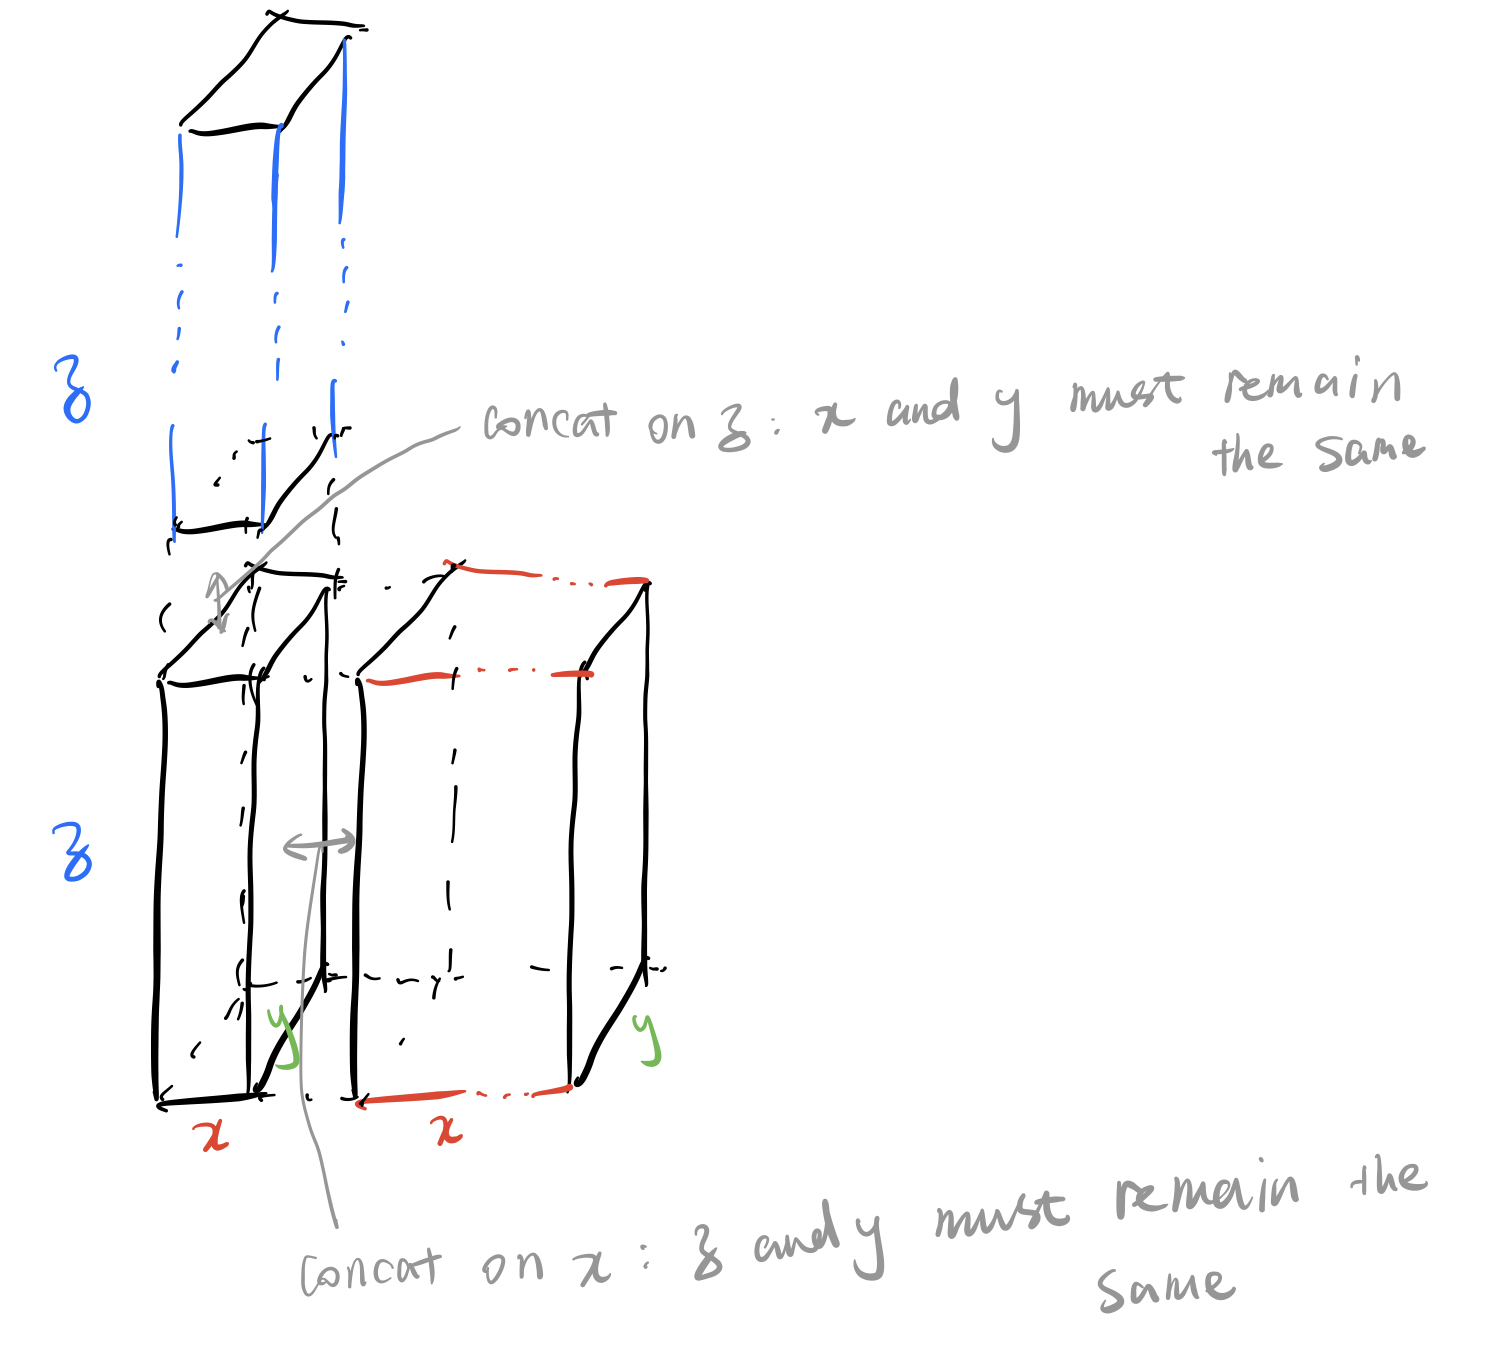 z
concat on z : x and y must remain
the same
z
y
y
x
x
concat on x : z and y must remain the
same